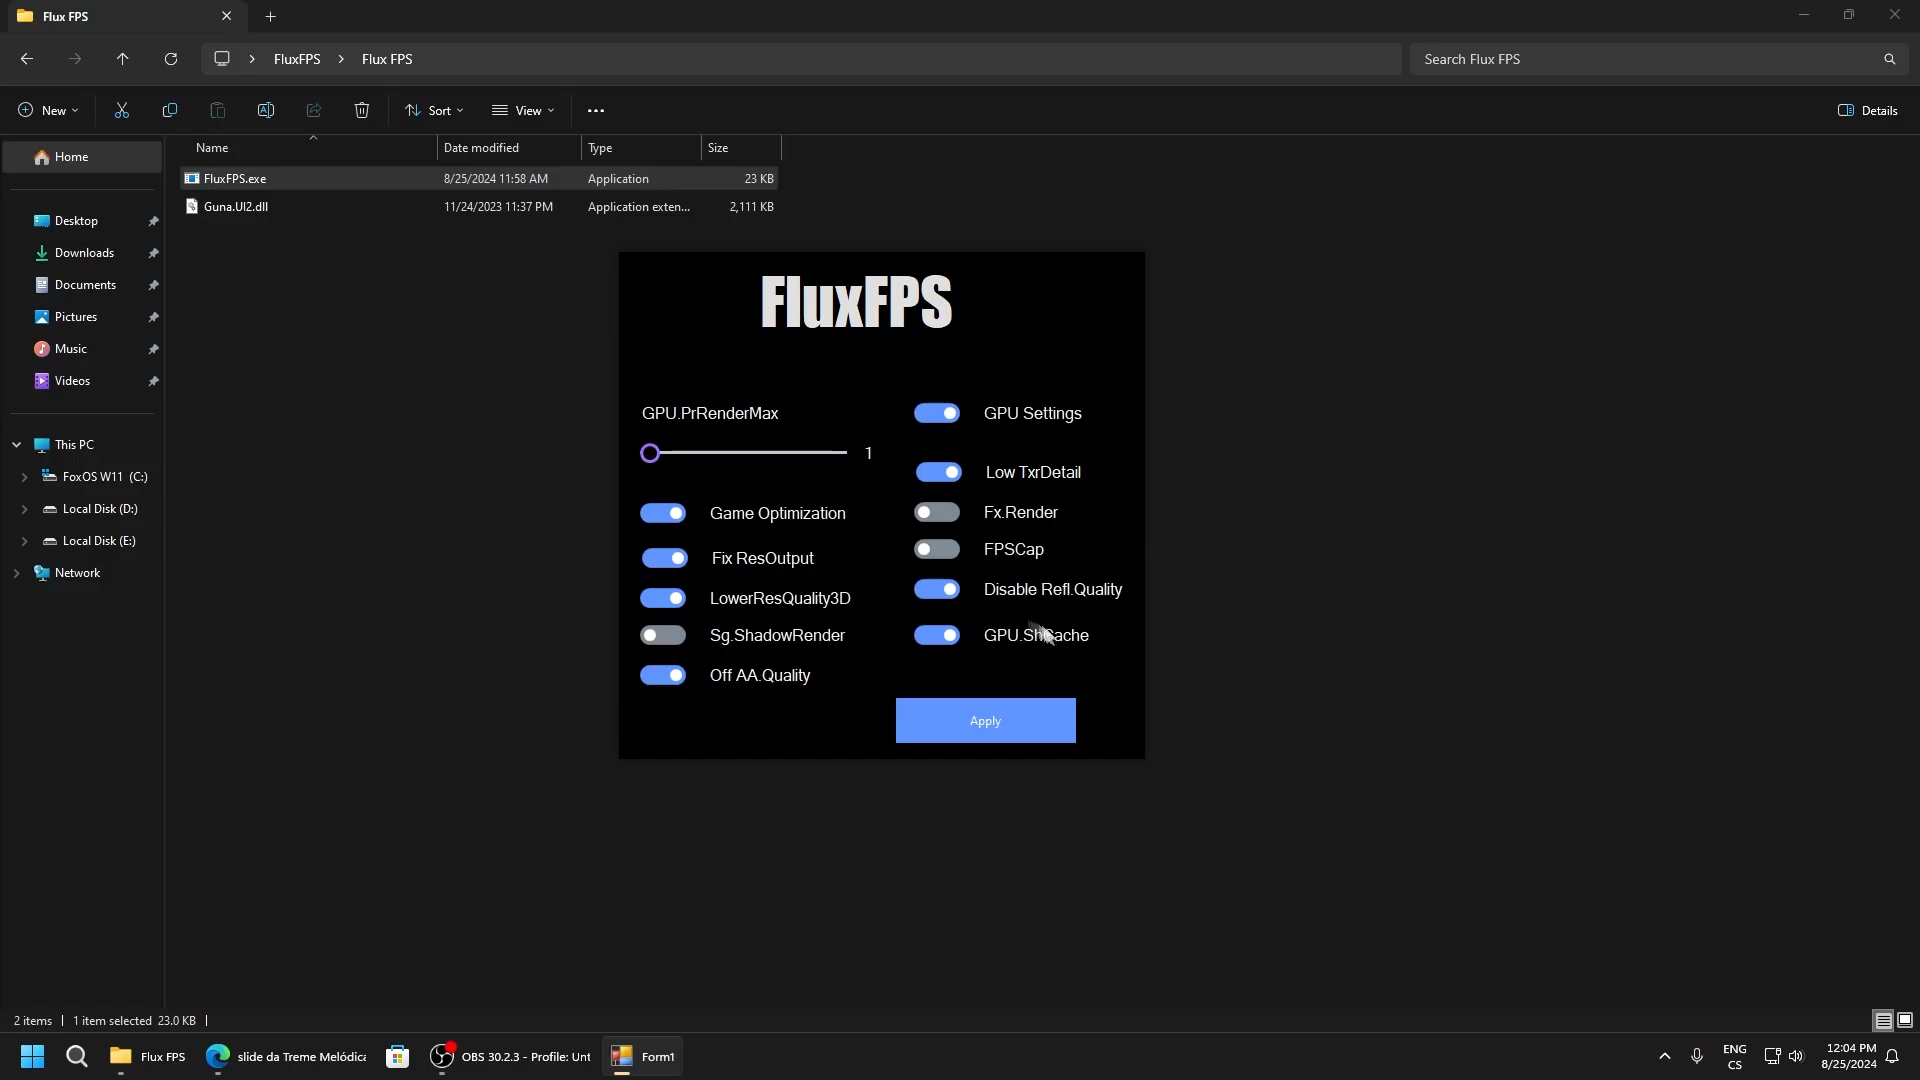 Flux FPS
FluxFPS
Flux FPS
Search Flux FPS
New
Sort
View
Details
Home
Name
Date modified
Type
Size
FluxFPS.exe
8/25/2024 11:58 AM
Application
23 KB
Guna.UI2.dll
11/24/2023 11:37 PM
Application exten...
2,111 KB
Desktop
Downloads
Documents
Pictures
Music
Videos
This PC
FoxOS W11 (C:)
Local Disk (D:)
Local Disk (E:)
Network
FluxFPS
GPU.PrRenderMax
1
Game Optimization
Fix ResOutput
LowerResQuality3D
Sg.ShadowRender
Off AA.Quality
GPU Settings
Low TxrDetail
Fx.Render
FPSCap
Disable Refl.Quality
GPU.ShCache
Apply
2 items
1 item selected 23.0 KB
Flux FPS
slide da Treme Melódica
OBS 30.2.3 - Profile: Unt
Form1
ENG
CS
12:04 PM
8/25/2024